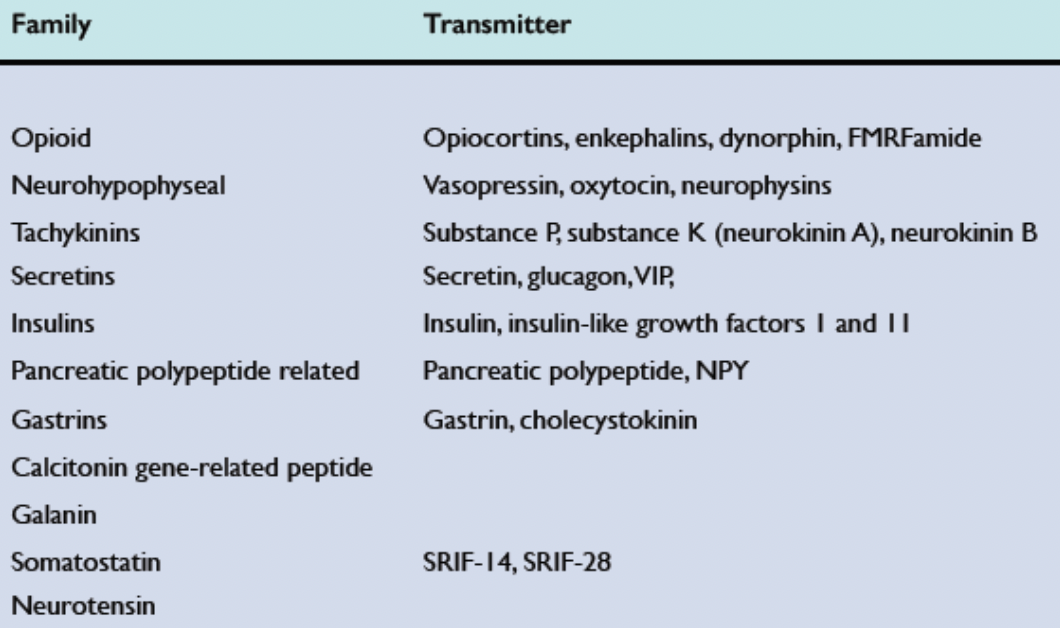 Family Transmitter
Opioid Opiocortins, enkephalins, dynorphin, FMRFamide
Neurohypophyseal Vasopressin, oxytocin, neurophysins
Tachykinins Substance P, substance K (neurokinin A), neurokinin B
Secretins Secretin, glucagon, VIP,
Insulins Insulin, insulin-like growth factors 1 and 11
Pancreatic polypeptide related Pancreatic polypeptide, NPY
Gastrins Gastrin, cholecystokinin
Calcitonin gene-related peptide
Galanin
Somatostatin SRIF-14, SRIF-28
Neurotensin